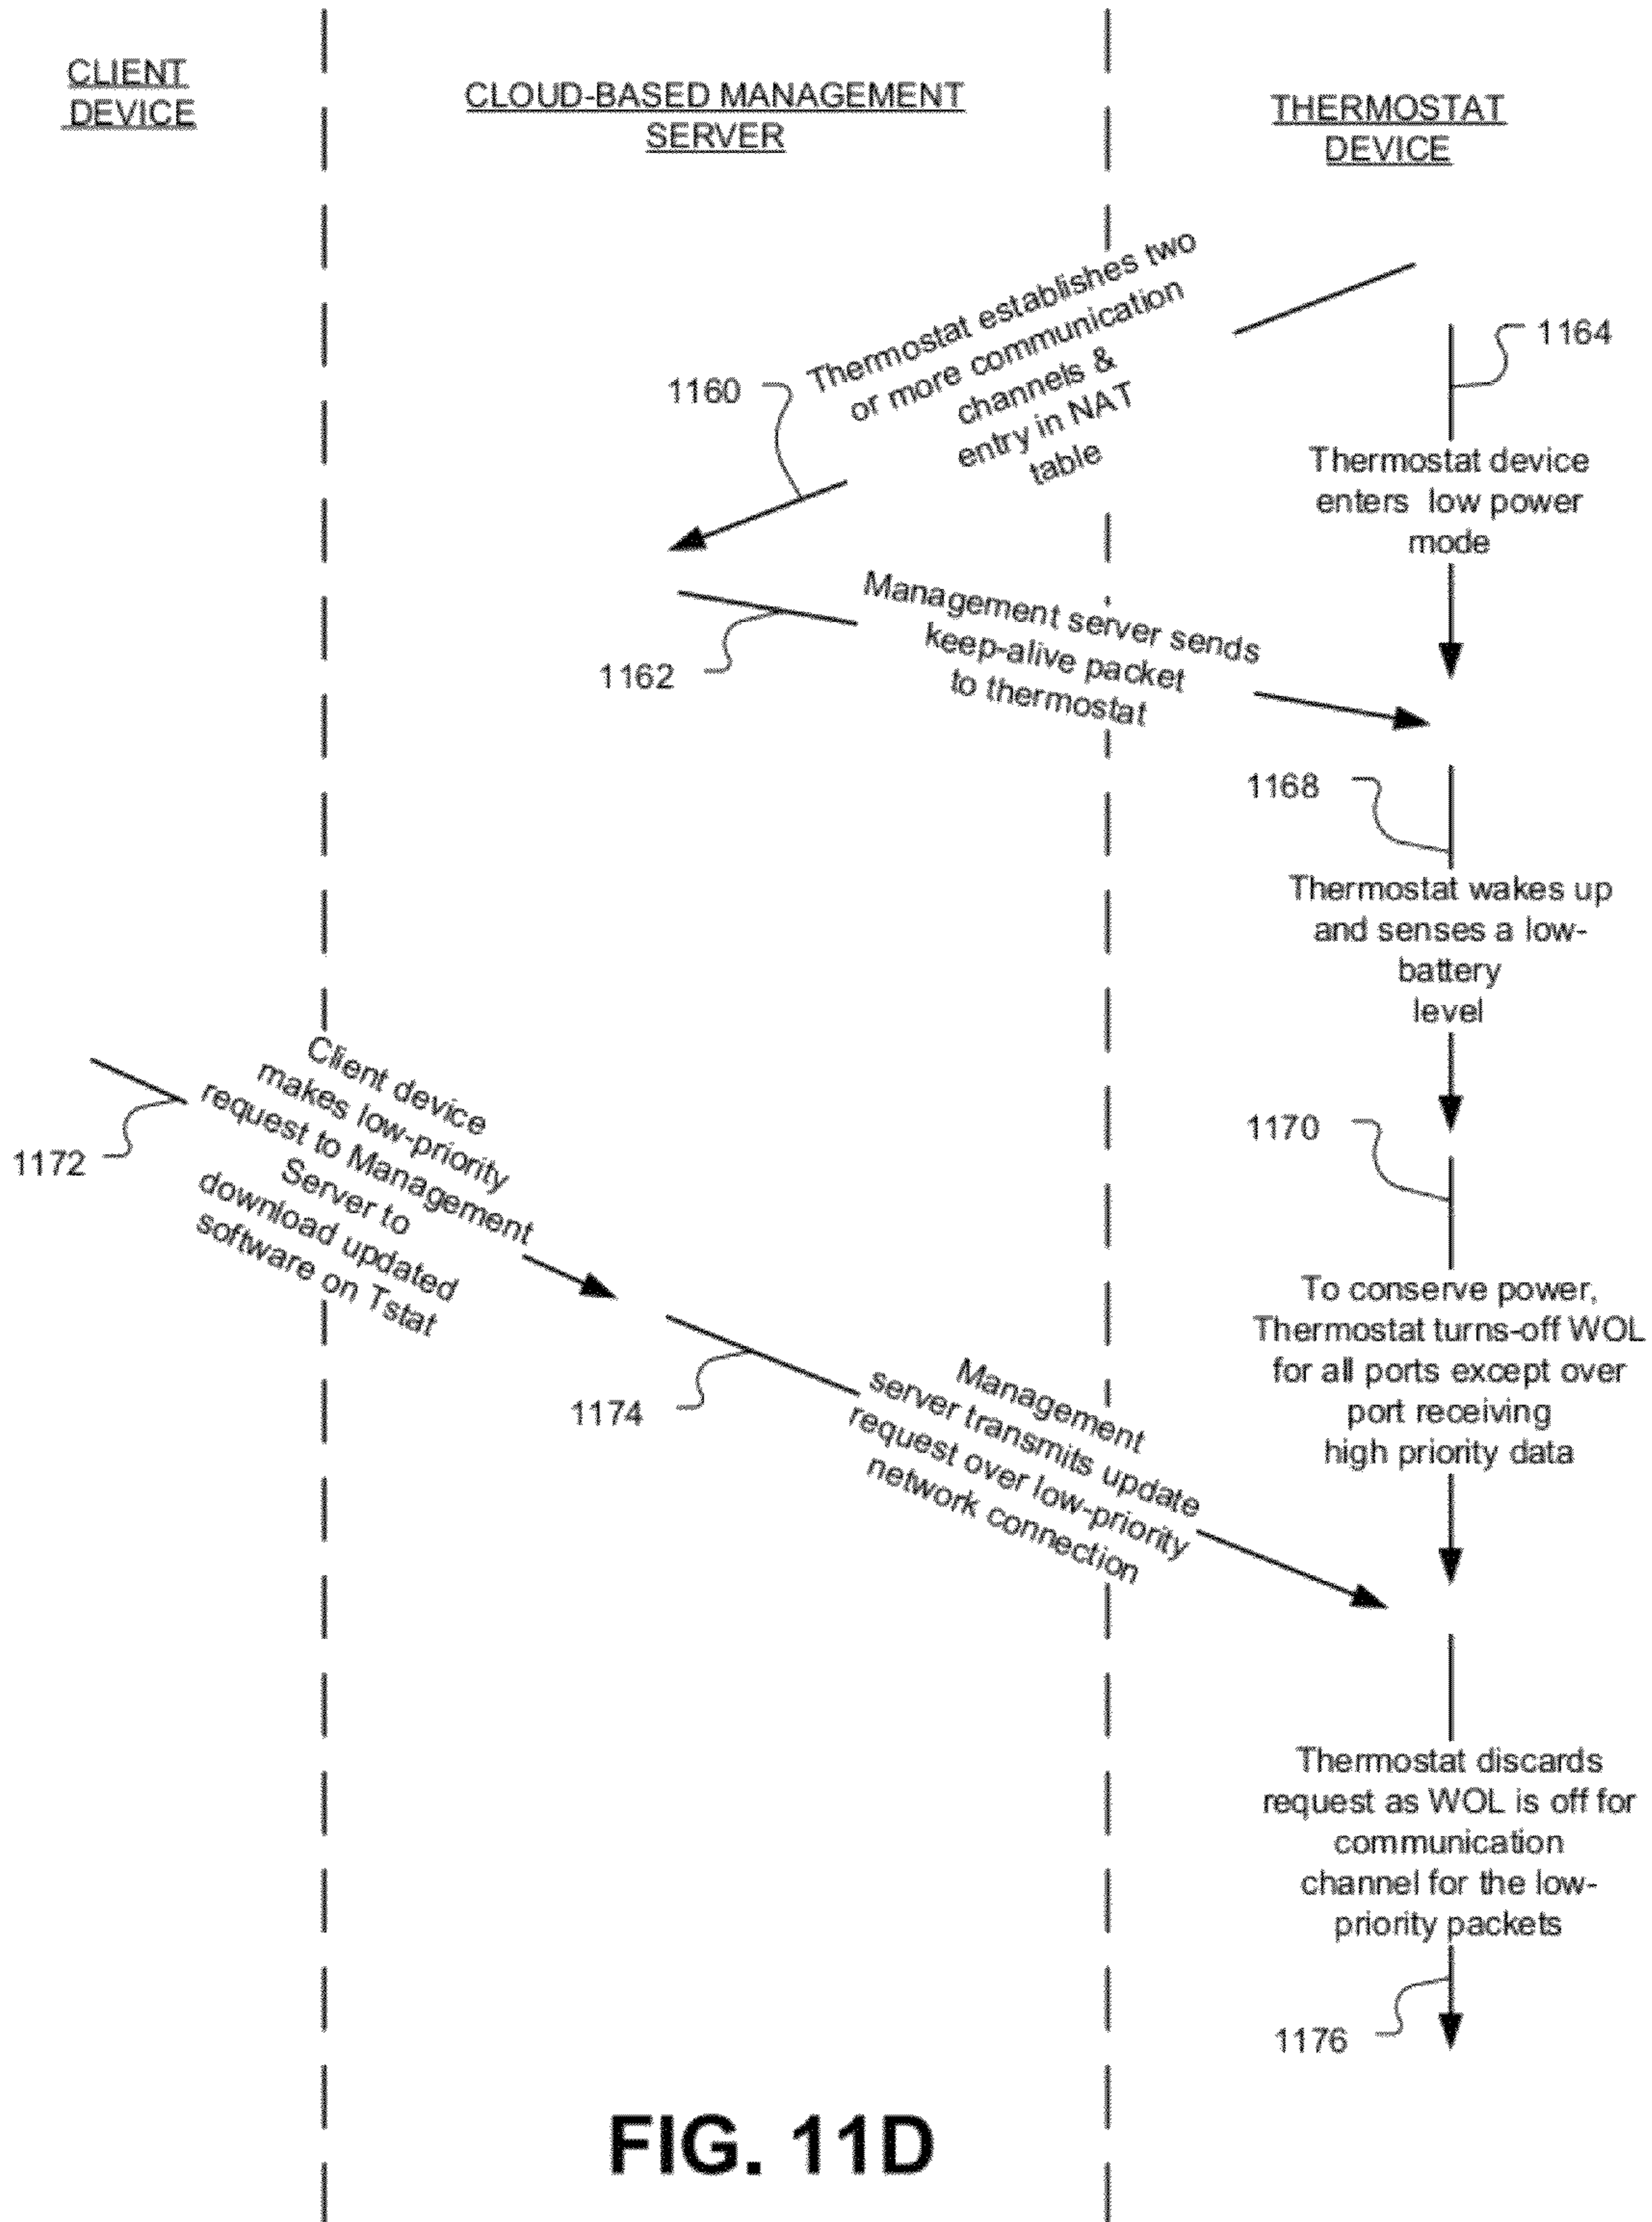 CLIENT
DEVICE
CLOUD-BASED MANAGEMENT
SERVER
THERMOSTAT
DEVICE
Thermostat establishes two
or more communication
channels &
entry in NAT
table
1160
1164
Thermostat device
enters low power
mode
Management server sends
keep-alive packet
to thermostat
1162
1168
Thermostat wakes up
and senses a low-
battery
level
Client device
makes low-priority
request to Management
Server to
download updated
software on Tstat
1172
1170
To conserve power,
Thermostat turns-off WOL
for all ports except over
port receiving
high priority data
Management
server transmits update
request over low-priority
network connection
1174
Thermostat discards
request as WOL is off for
communication
channel for the low-
priority packets
1176
FIG. 11D